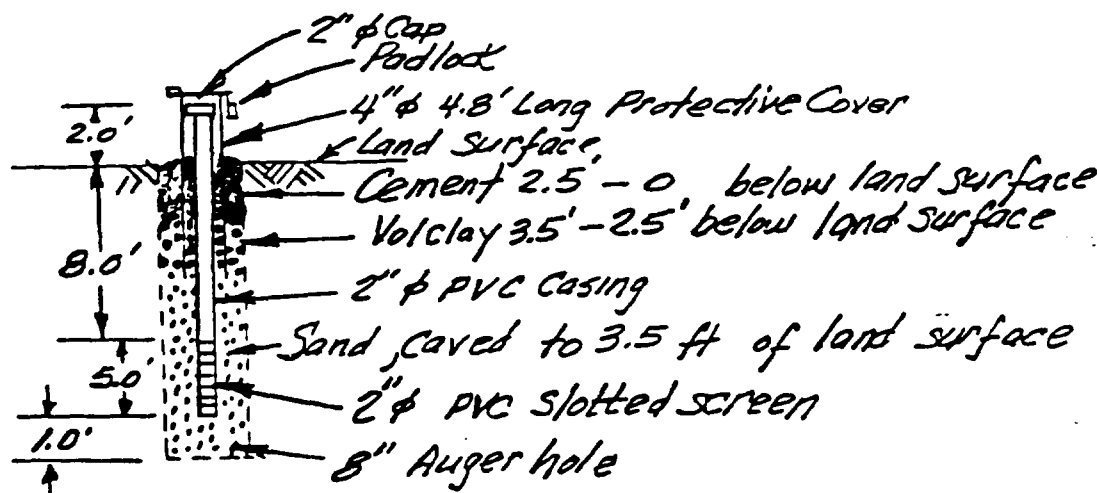 2" ⌀ Cap
Padlock
4" ⌀ 4.8' Long Protective Cover
2.0'
Land Surface
Cement 2.5' - 0 below land surface
Volclay 3.5' - 2.5' below land surface
8.0'
2" ⌀ PVC Casing
Sand, caved to 3.5 ft of land surface
5.0'
2" ⌀ PVC Slotted screen
1.0'
8" Auger hole